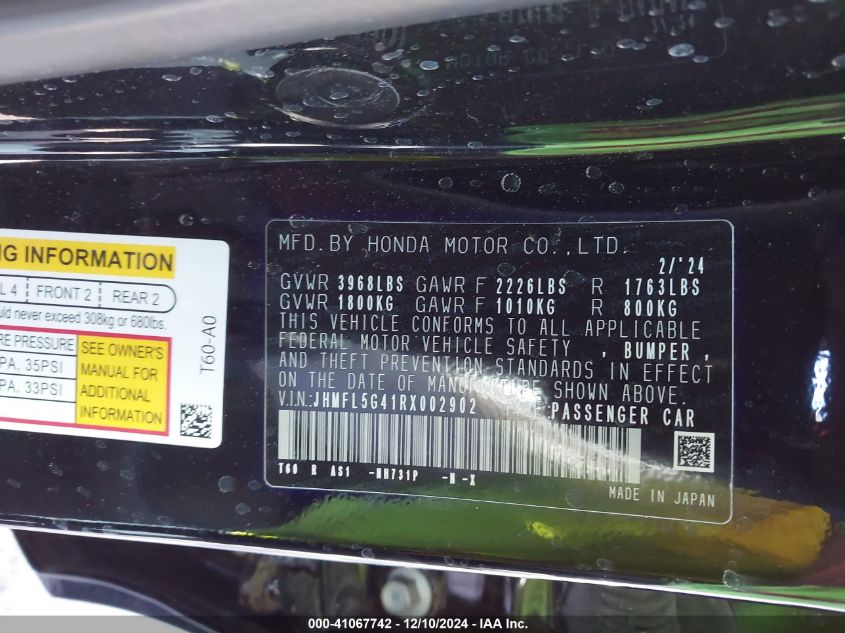 NG INFORMATION
L 4 FRONT 2 REAR 2
uld never exceed 308kg or 680lbs.
RE PRESSURE
PA, 35PSI
PA, 33PSI
SEE OWNER'S
MANUAL FOR
ADDITIONAL
INFORMATION
T60-A0
MFD.BY HONDA MOTOR CO.,LTD.
2/'24
GVWR 3968LBS GAWR F 2226LBS R 1763LBS
GVWR 1800KG GAWR F 1010KG R 800KG
THIS VEHICLE CONFORMS TO ALL APPLICABLE
FEDERAL MOTOR VEHICLE SAFETY , BUMPER ,
AND THEFT PREVENTION STANDARDS IN EFFECT
ON THE DATE OF MANUFACTURE SHOWN ABOVE.
V.I.N:JHMFL5G41RX002902 TYPE:PASSENGER CAR
T60 R AS1 -NH731P -N -X
MADE IN JAPAN
000-41067742 - 12/10/2024 - IAA Inc.